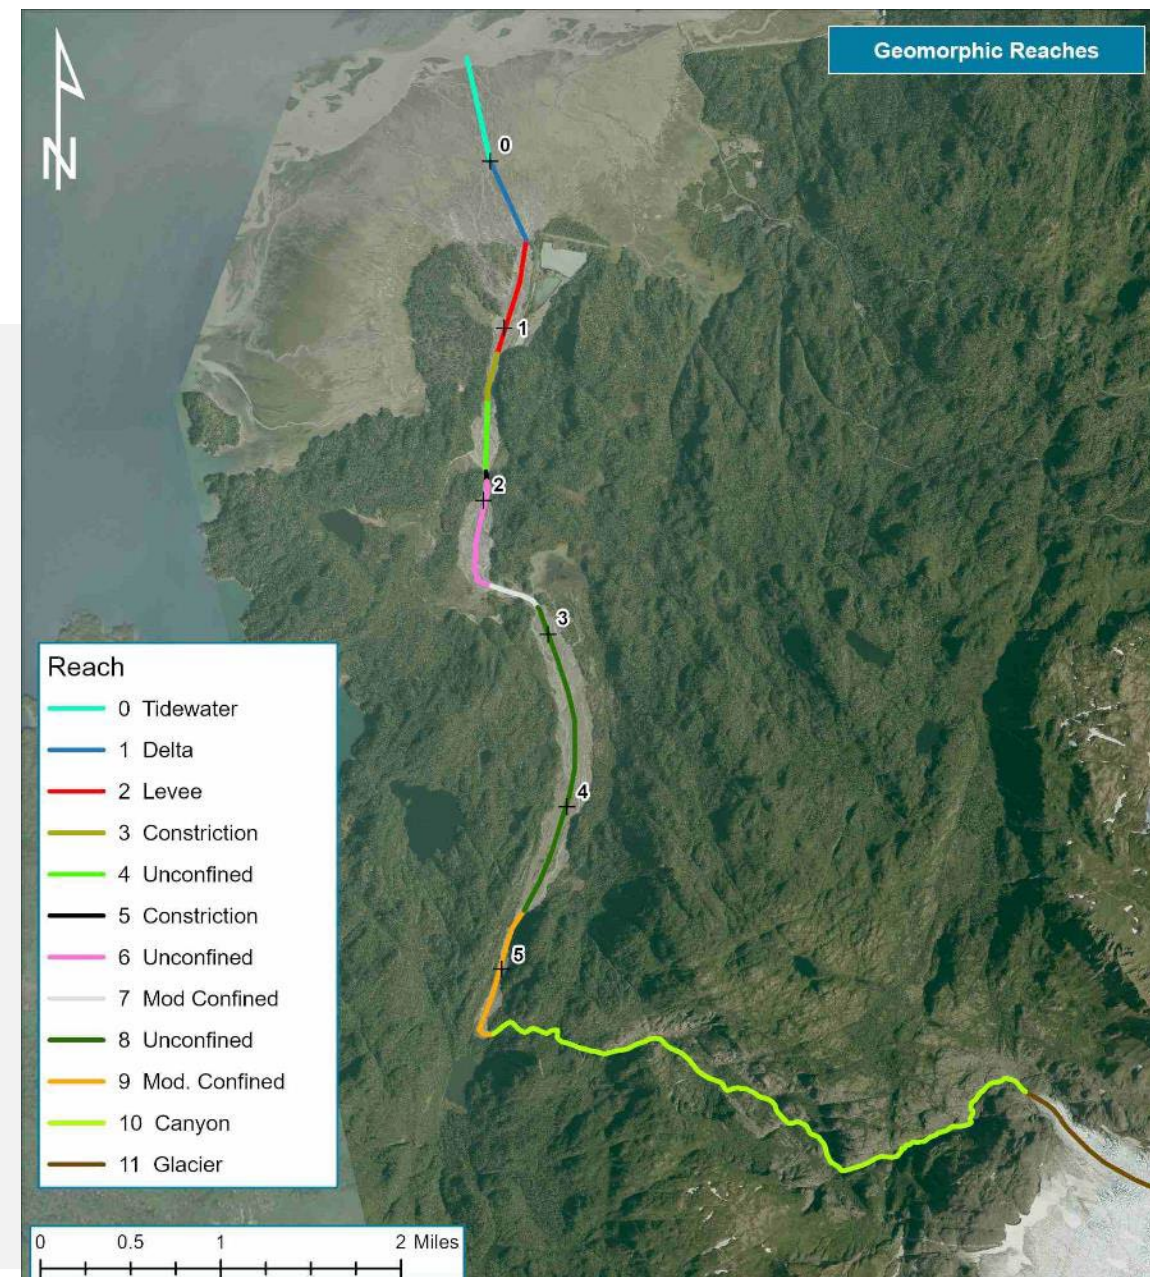 Geomorphic Reaches
N
0
1
2
3
4
5
Reach
0 Tidewater
1 Delta
2 Levee
3 Constriction
4 Unconfined
5 Constriction
6 Unconfined
7 Mod Confined
8 Unconfined
9 Mod. Confined
10 Canyon
11 Glacier
0 0.5 1 2 Miles